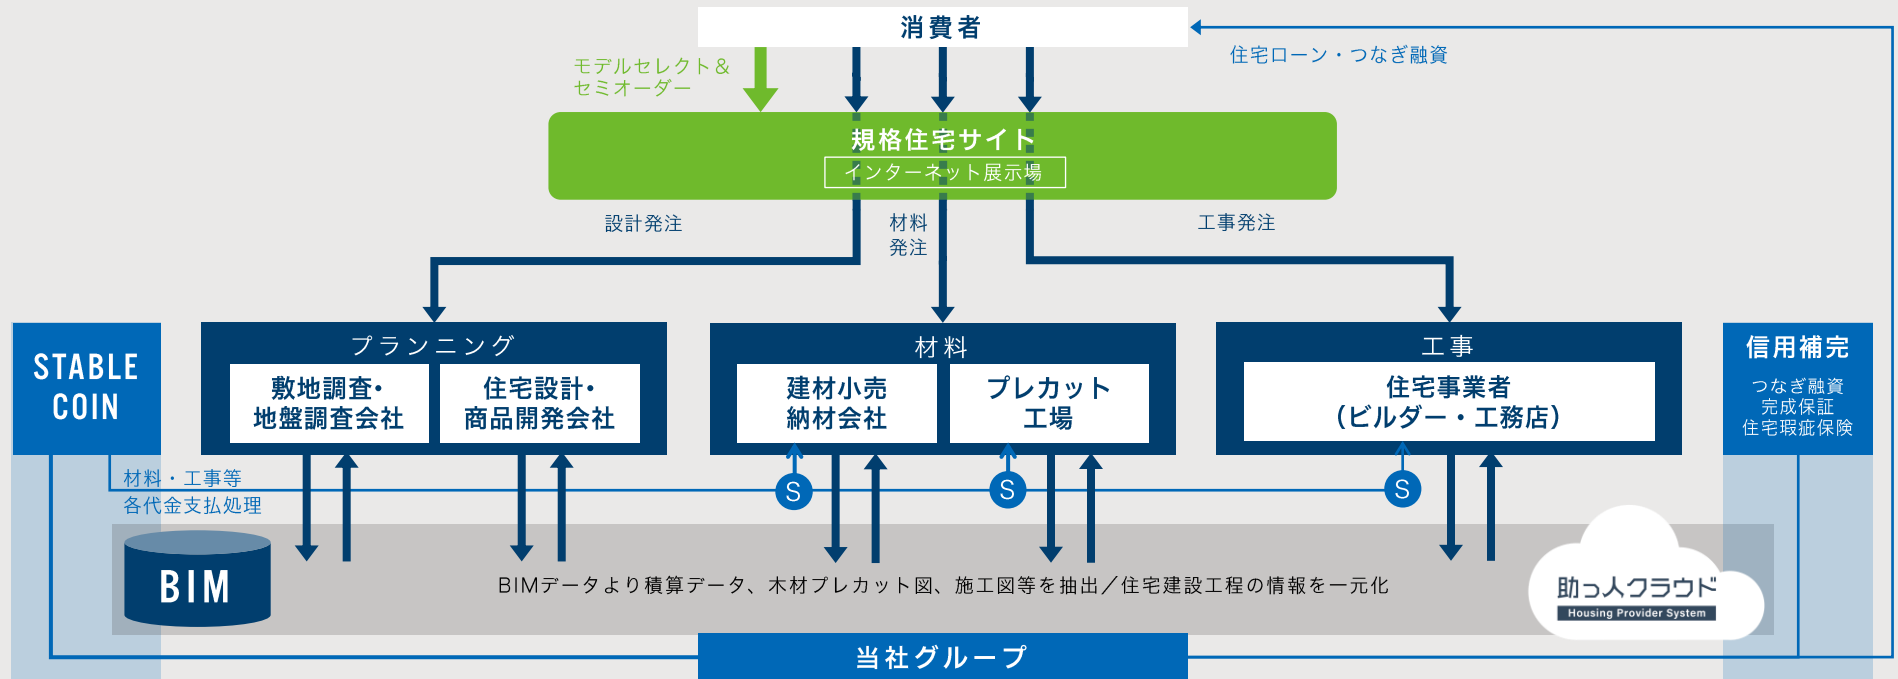 消費者
住宅ローン・つなぎ融資
モデルセレクト＆
セミオーダー
規格住宅サイト
インターネット展示場
設計発注
材料
発注
工事発注
STABLE
COIN
プランニング
敷地調査・
地盤調査会社
住宅設計・
商品開発会社
材料
建材小売
納材会社
プレカット
工場
工事
住宅事業者
（ビルダー・工務店）
信用補完
つなぎ融資
完成保証
住宅瑕疵保険
材料・工事等
各代金支払処理
S
S
S
BIM
BIMデータより積算データ、木材プレカット図、施工図等を抽出／住宅建設工程の情報を一元化
助っ人クラウド
Housing Provider System
当社グループ